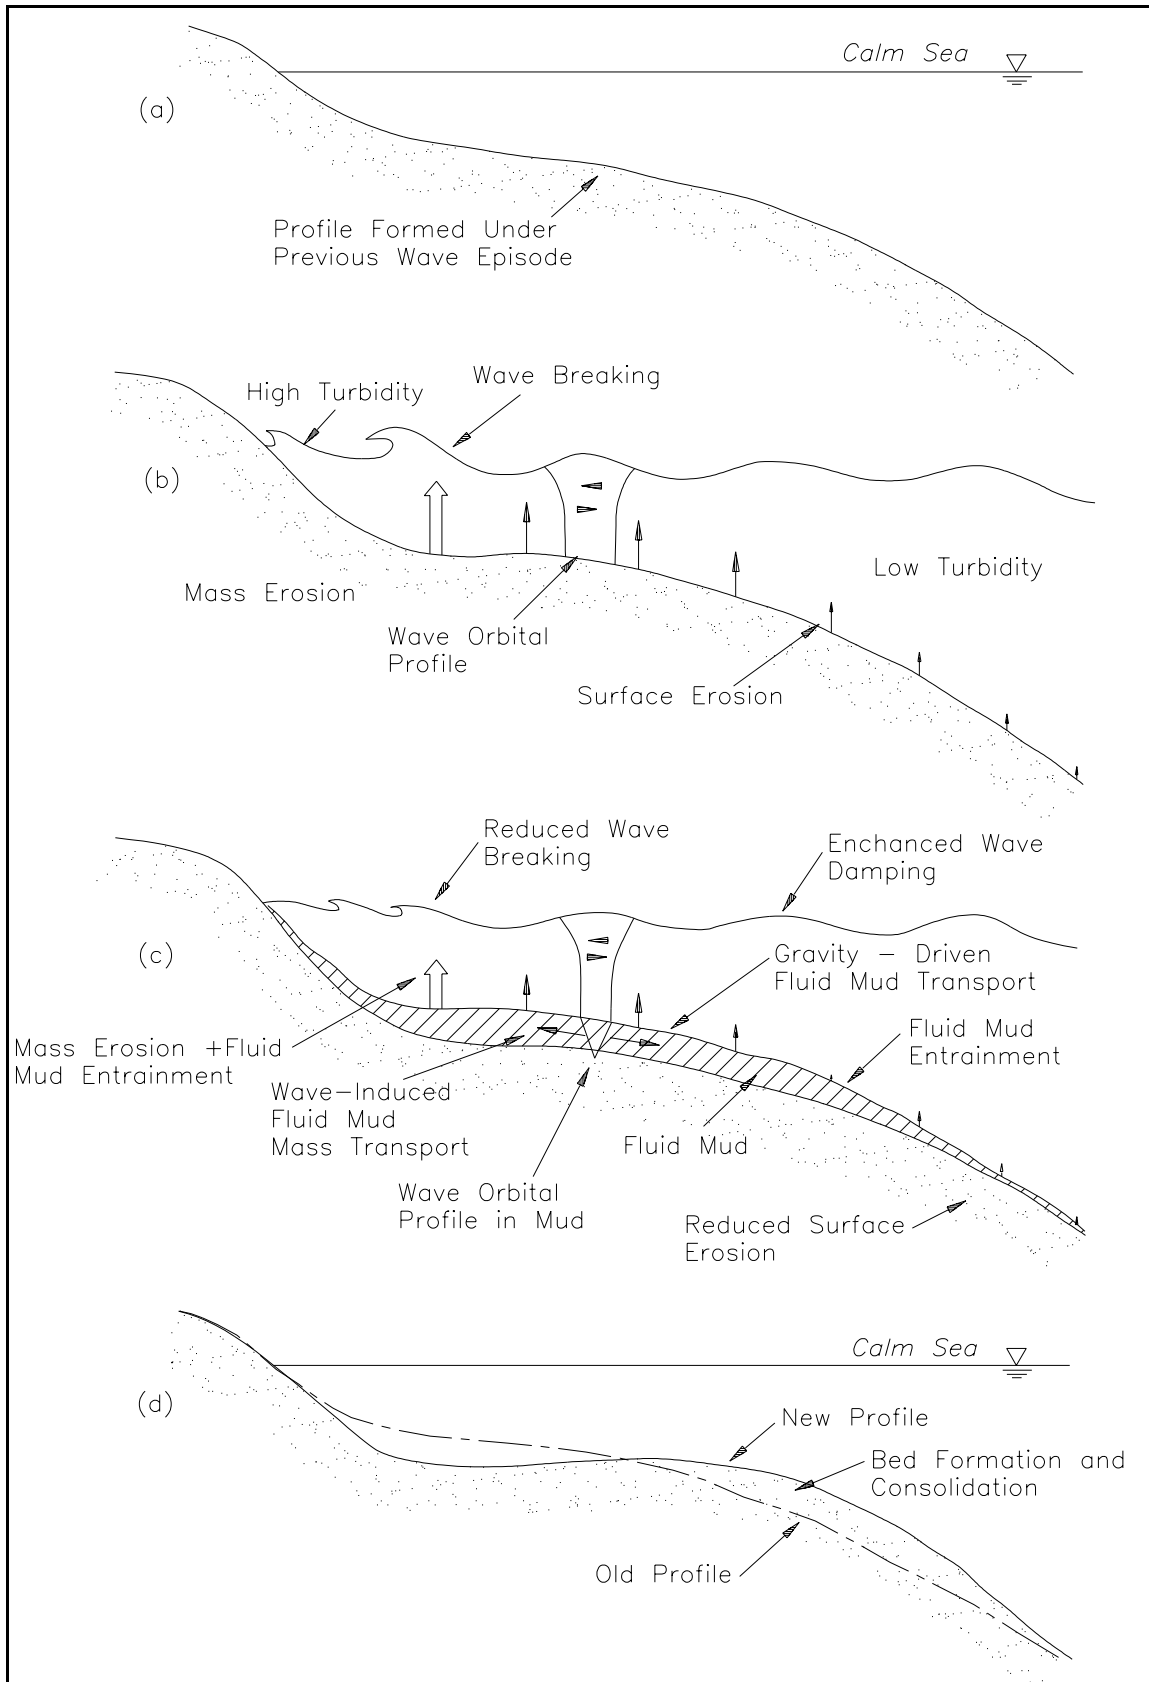 Calm Sea
(a)
Profile Formed Under
Previous Wave Episode
Wave Breaking
High Turbidity
(b)
Low Turbidity
Mass Erosion
Wave Orbital
Profile
Surface Erosion
Reduced Wave
Breaking
Enchanced Wave
Damping
(c)
Gravity - Driven
Fluid Mud Transport
Fluid Mud
Entrainment
Mass Erosion +Fluid
Mud Entrainment
Wave-Induced
Fluid Mud
Mass Transport
Fluid Mud
Wave Orbital
Profile in Mud
Reduced Surface
Erosion
Calm Sea
(d)
New Profile
Bed Formation and
Consolidation
Old Profile